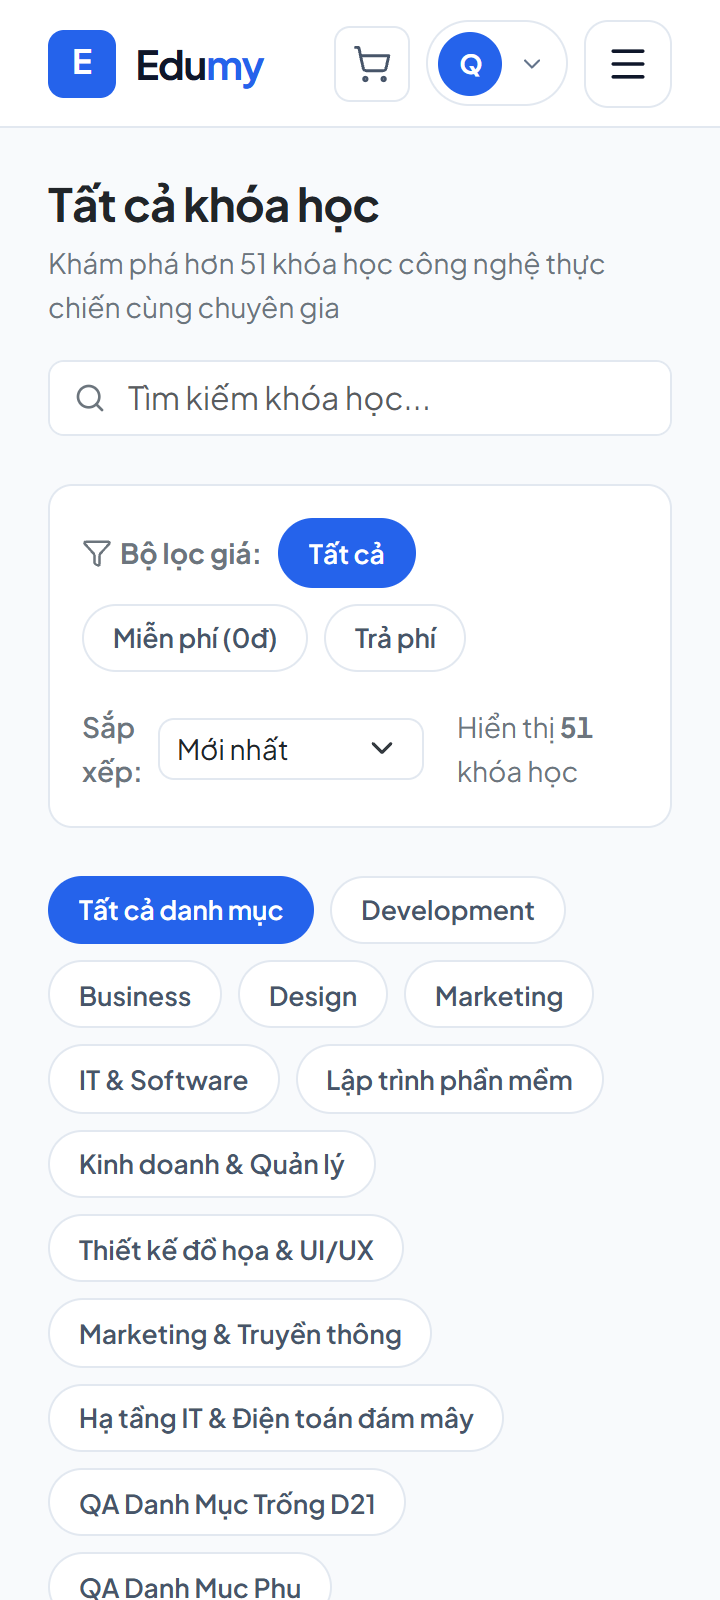 E Edumy Q
Tất cả khóa học
Khám phá hơn 51 khóa học công nghệ thực
chiến cùng chuyên gia
Tìm kiếm khóa học...
Bộ lọc giá: Tất cả
Miễn phí (0đ) Trả phí
Sắp xếp: Mới nhất Hiển thị 51 khóa học
Tất cả danh mục Development
Business Design Marketing
IT & Software Lập trình phần mềm
Kinh doanh & Quản lý
Thiết kế đồ họa & UI/UX
Marketing & Truyền thông
Hạ tầng IT & Điện toán đám mây
QA Danh Mục Trống D21
QA Danh Mục Phụ